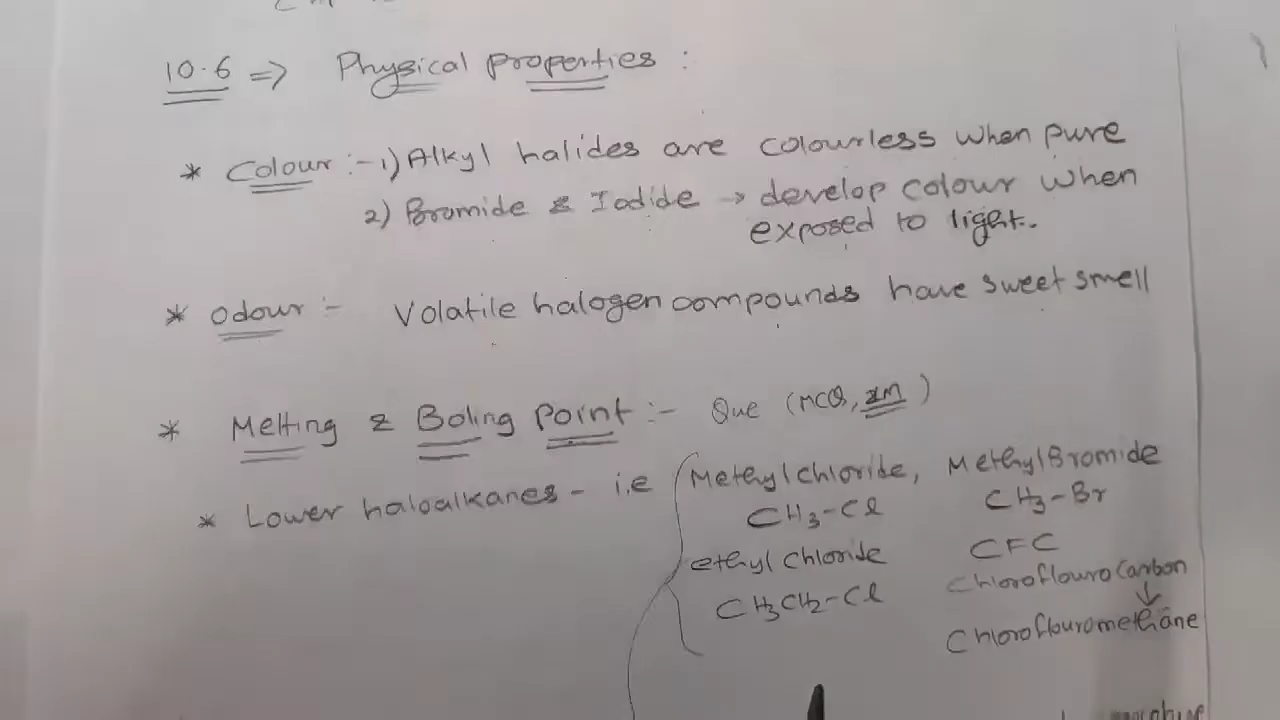 10.6 => Physical properties :
* Colour :- 1) Alkyl halides are colourless when pure
2) Bromide & Iodide → develop colour when
exposed to light..
* Odour :- Volatile halogen compounds have sweet smell
* Melting & Boling Point :- Que (MCQ, 2M)
* Lower haloalkanes - i.e (Methyl chloride, Methyl Bromide
CH3-Cl CH3-Br
ethyl chloride CFC
CH3CH2-Cl Chloroflouro Carbon
↓
Chloroflouromethane